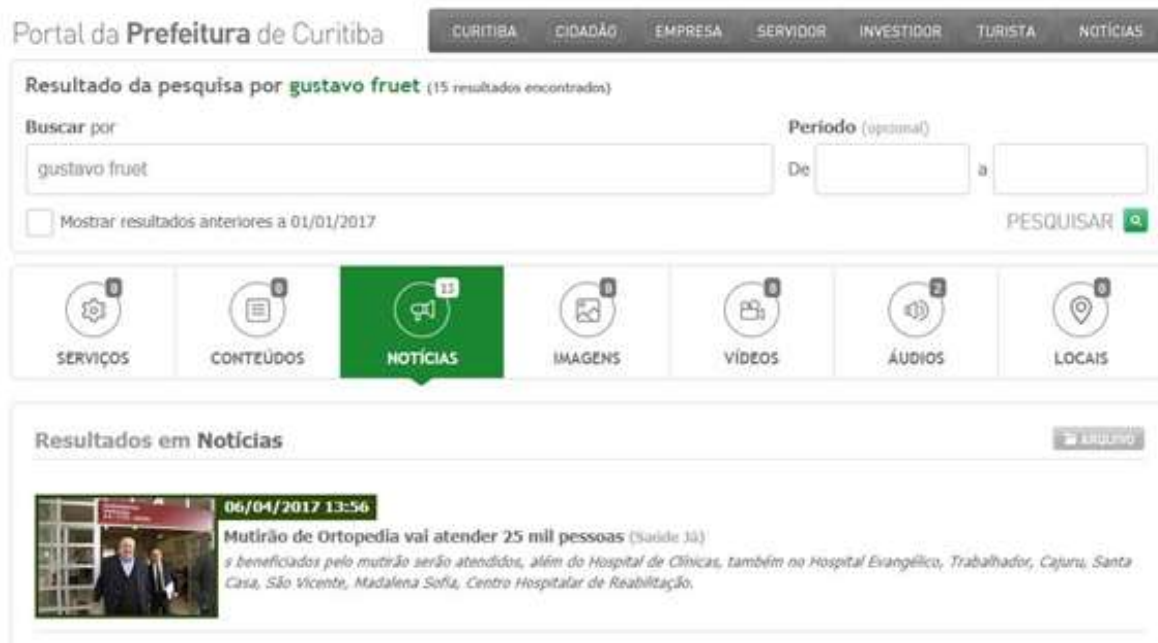 Portal da Prefeitura de Curitiba
CURITIBA CIDADÃO EMPRESA SERVIDOR INVESTIDOR TURISTA NOTÍCIAS
Resultado da pesquisa por gustavo fruet (15 resultados encontrados)
Buscar por
Período (opcional)
gustavo fruet
De
a
Mostrar resultados anteriores a 01/01/2017
PESQUISAR
0 0 13 0 0 2 0
SERVIÇOS CONTEÚDOS NOTÍCIAS IMAGENS VÍDEOS ÁUDIOS LOCAIS
Resultados em Notícias
ARQUIVO
06/04/2017 13:56
Mutirão de Ortopedia vai atender 25 mil pessoas (Saúde Já)
s beneficiados pelo mutirão serão atendidos, além do Hospital de Clínicas, também no Hospital Evangélico, Trabalhador, Cajuru, Santa
Casa, São Vicente, Madalena Sofia, Centro Hospitalar de Reabilitação.